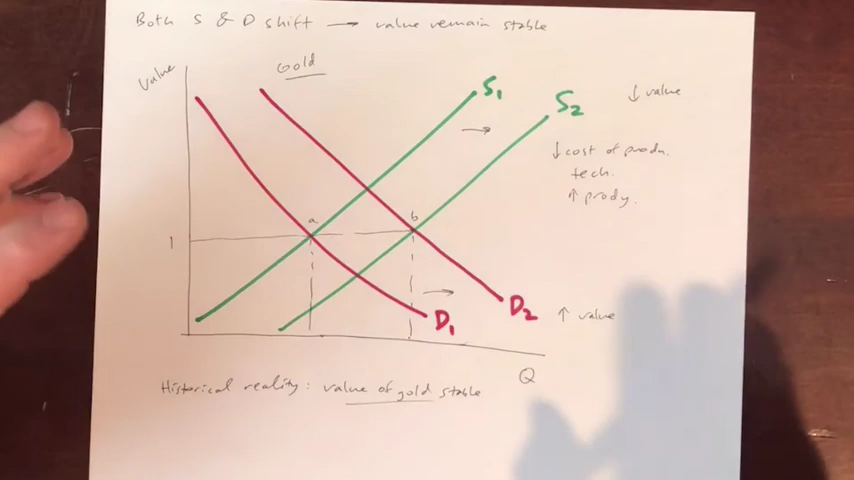 Both S & D shift → value remain stable
Value
Gold
S1
S2
↓ value
↓ cost of produ.
tech.
↑ prody.
a
b
1
D1
D2
↑ value
Q
Historical reality: value of gold stable